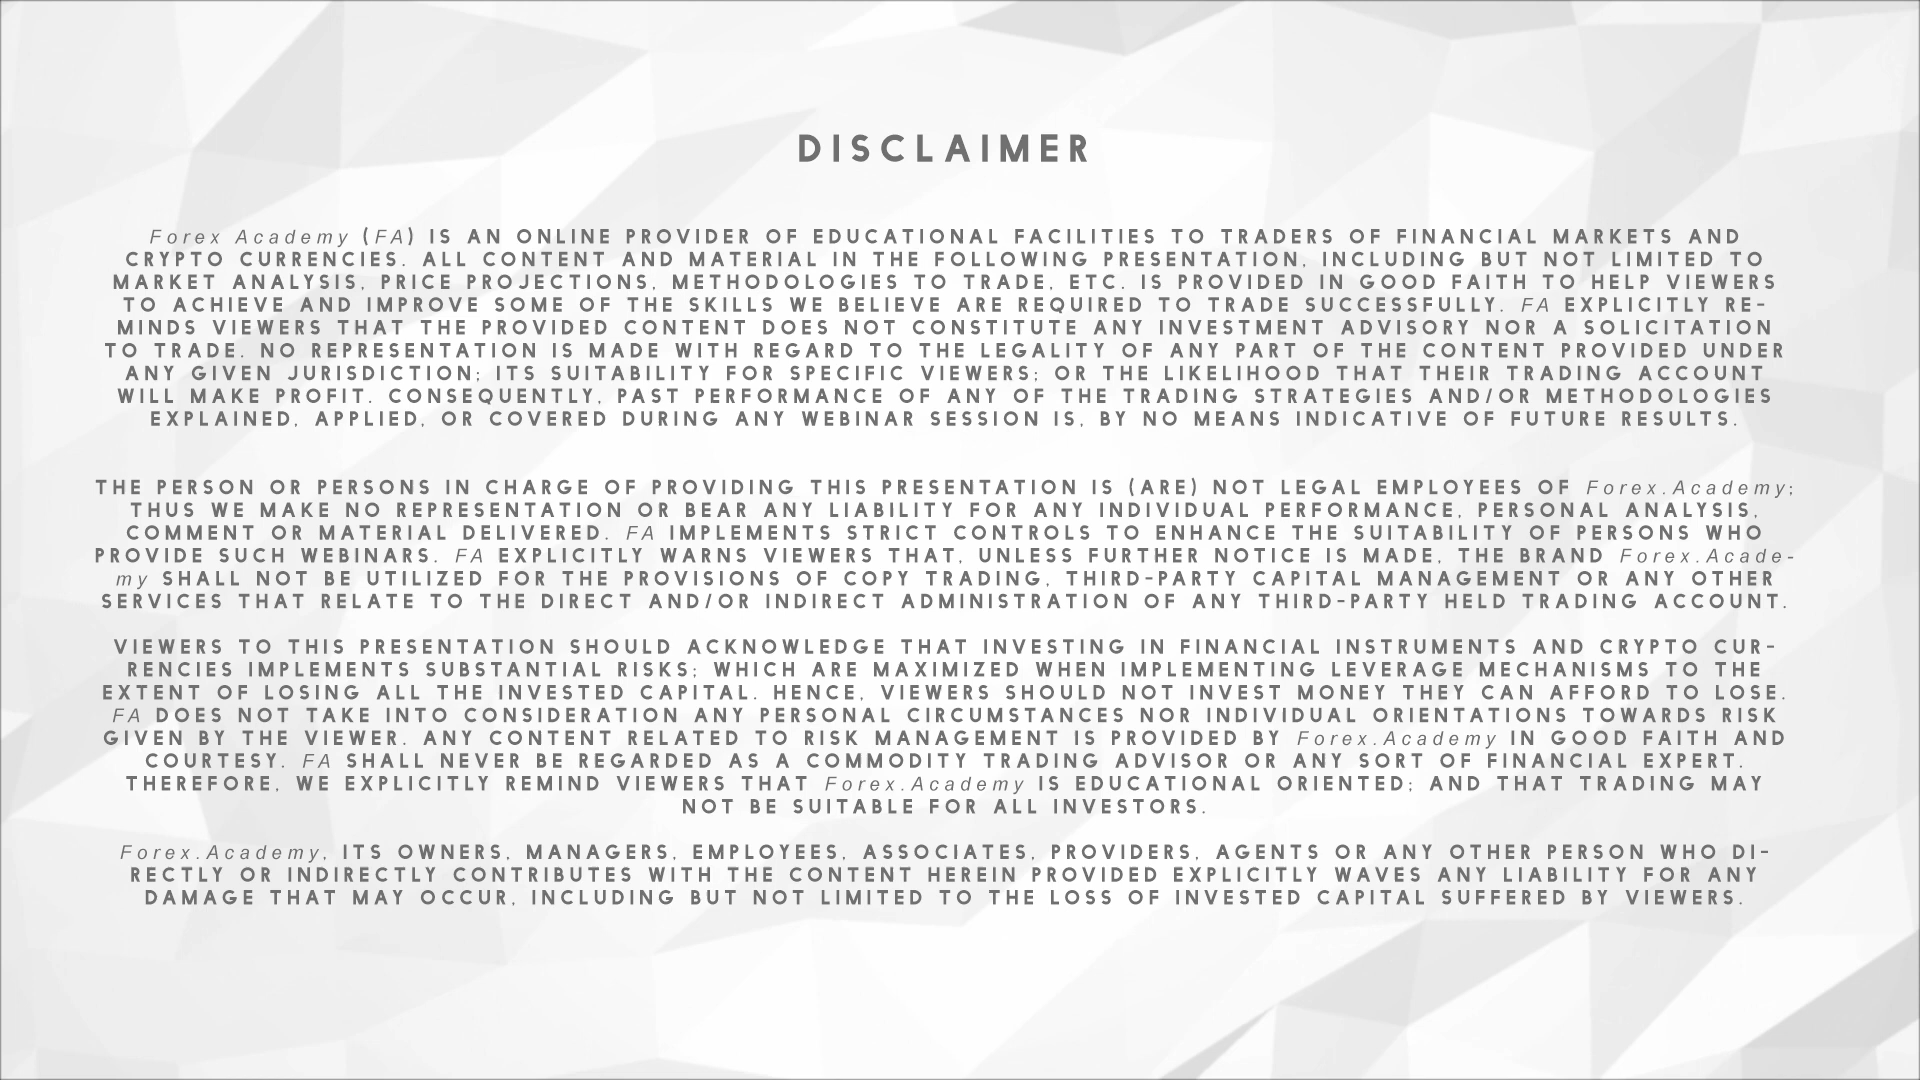 DISCLAIMER
Forex Academy (FA) IS AN ONLINE PROVIDER OF EDUCATIONAL FACILITIES TO TRADERS OF FINANCIAL MARKETS AND
CRYPTO CURRENCIES. ALL CONTENT AND MATERIAL IN THE FOLLOWING PRESENTATION, INCLUDING BUT NOT LIMITED TO
MARKET ANALYSIS, PRICE PROJECTIONS, METHODOLOGIES TO TRADE, ETC. IS PROVIDED IN GOOD FAITH TO HELP VIEWERS
TO ACHIEVE AND IMPROVE SOME OF THE SKILLS WE BELIEVE ARE REQUIRED TO TRADE SUCCESSFULLY. FA EXPLICITLY RE-
MINDS VIEWERS THAT THE PROVIDED CONTENT DOES NOT CONSTITUTE ANY INVESTMENT ADVISORY NOR A SOLICITATION
TO TRADE. NO REPRESENTATION IS MADE WITH REGARD TO THE LEGALITY OF ANY PART OF THE CONTENT PROVIDED UNDER
ANY GIVEN JURISDICTION; ITS SUITABILITY FOR SPECIFIC VIEWERS; OR THE LIKELIHOOD THAT THEIR TRADING ACCOUNT
WILL MAKE PROFIT. CONSEQUENTLY, PAST PERFORMANCE OF ANY OF THE TRADING STRATEGIES AND/OR METHODOLOGIES
EXPLAINED, APPLIED, OR COVERED DURING ANY WEBINAR SESSION IS, BY NO MEANS INDICATIVE OF FUTURE RESULTS.
THE PERSON OR PERSONS IN CHARGE OF PROVIDING THIS PRESENTATION IS (ARE) NOT LEGAL EMPLOYEES OF Forex.Academy;
THUS WE MAKE NO REPRESENTATION OR BEAR ANY LIABILITY FOR ANY INDIVIDUAL PERFORMANCE, PERSONAL ANALYSIS,
COMMENT OR MATERIAL DELIVERED. FA IMPLEMENTS STRICT CONTROLS TO ENHANCE THE SUITABILITY OF PERSONS WHO
PROVIDE SUCH WEBINARS. FA EXPLICITLY WARNS VIEWERS THAT, UNLESS FURTHER NOTICE IS MADE, THE BRAND Forex.Acade-
my SHALL NOT BE UTILIZED FOR THE PROVISIONS OF COPY TRADING, THIRD-PARTY CAPITAL MANAGEMENT OR ANY OTHER
SERVICES THAT RELATE TO THE DIRECT AND/OR INDIRECT ADMINISTRATION OF ANY THIRD-PARTY HELD TRADING ACCOUNT.
VIEWERS TO THIS PRESENTATION SHOULD ACKNOWLEDGE THAT INVESTING IN FINANCIAL INSTRUMENTS AND CRYPTO CUR-
RENCIES IMPLEMENTS SUBSTANTIAL RISKS; WHICH ARE MAXIMIZED WHEN IMPLEMENTING LEVERAGE MECHANISMS TO THE
EXTENT OF LOSING ALL THE INVESTED CAPITAL. HENCE, VIEWERS SHOULD NOT INVEST MONEY THEY CAN AFFORD TO LOSE.
FA DOES NOT TAKE INTO CONSIDERATION ANY PERSONAL CIRCUMSTANCES NOR INDIVIDUAL ORIENTATIONS TOWARDS RISK
GIVEN BY THE VIEWER. ANY CONTENT RELATED TO RISK MANAGEMENT IS PROVIDED BY Forex.Academy IN GOOD FAITH AND
COURTESY. FA SHALL NEVER BE REGARDED AS A COMMODITY TRADING ADVISOR OR ANY SORT OF FINANCIAL EXPERT.
THEREFORE, WE EXPLICITLY REMIND VIEWERS THAT Forex.Academy IS EDUCATIONAL ORIENTED; AND THAT TRADING MAY
NOT BE SUITABLE FOR ALL INVESTORS.
Forex.Academy, ITS OWNERS, MANAGERS, EMPLOYEES, ASSOCIATES, PROVIDERS, AGENTS OR ANY OTHER PERSON WHO DI-
RECTLY OR INDIRECTLY CONTRIBUTES WITH THE CONTENT HEREIN PROVIDED EXPLICITLY WAVES ANY LIABILITY FOR ANY
DAMAGE THAT MAY OCCUR, INCLUDING BUT NOT LIMITED TO THE LOSS OF INVESTED CAPITAL SUFFERED BY VIEWERS.